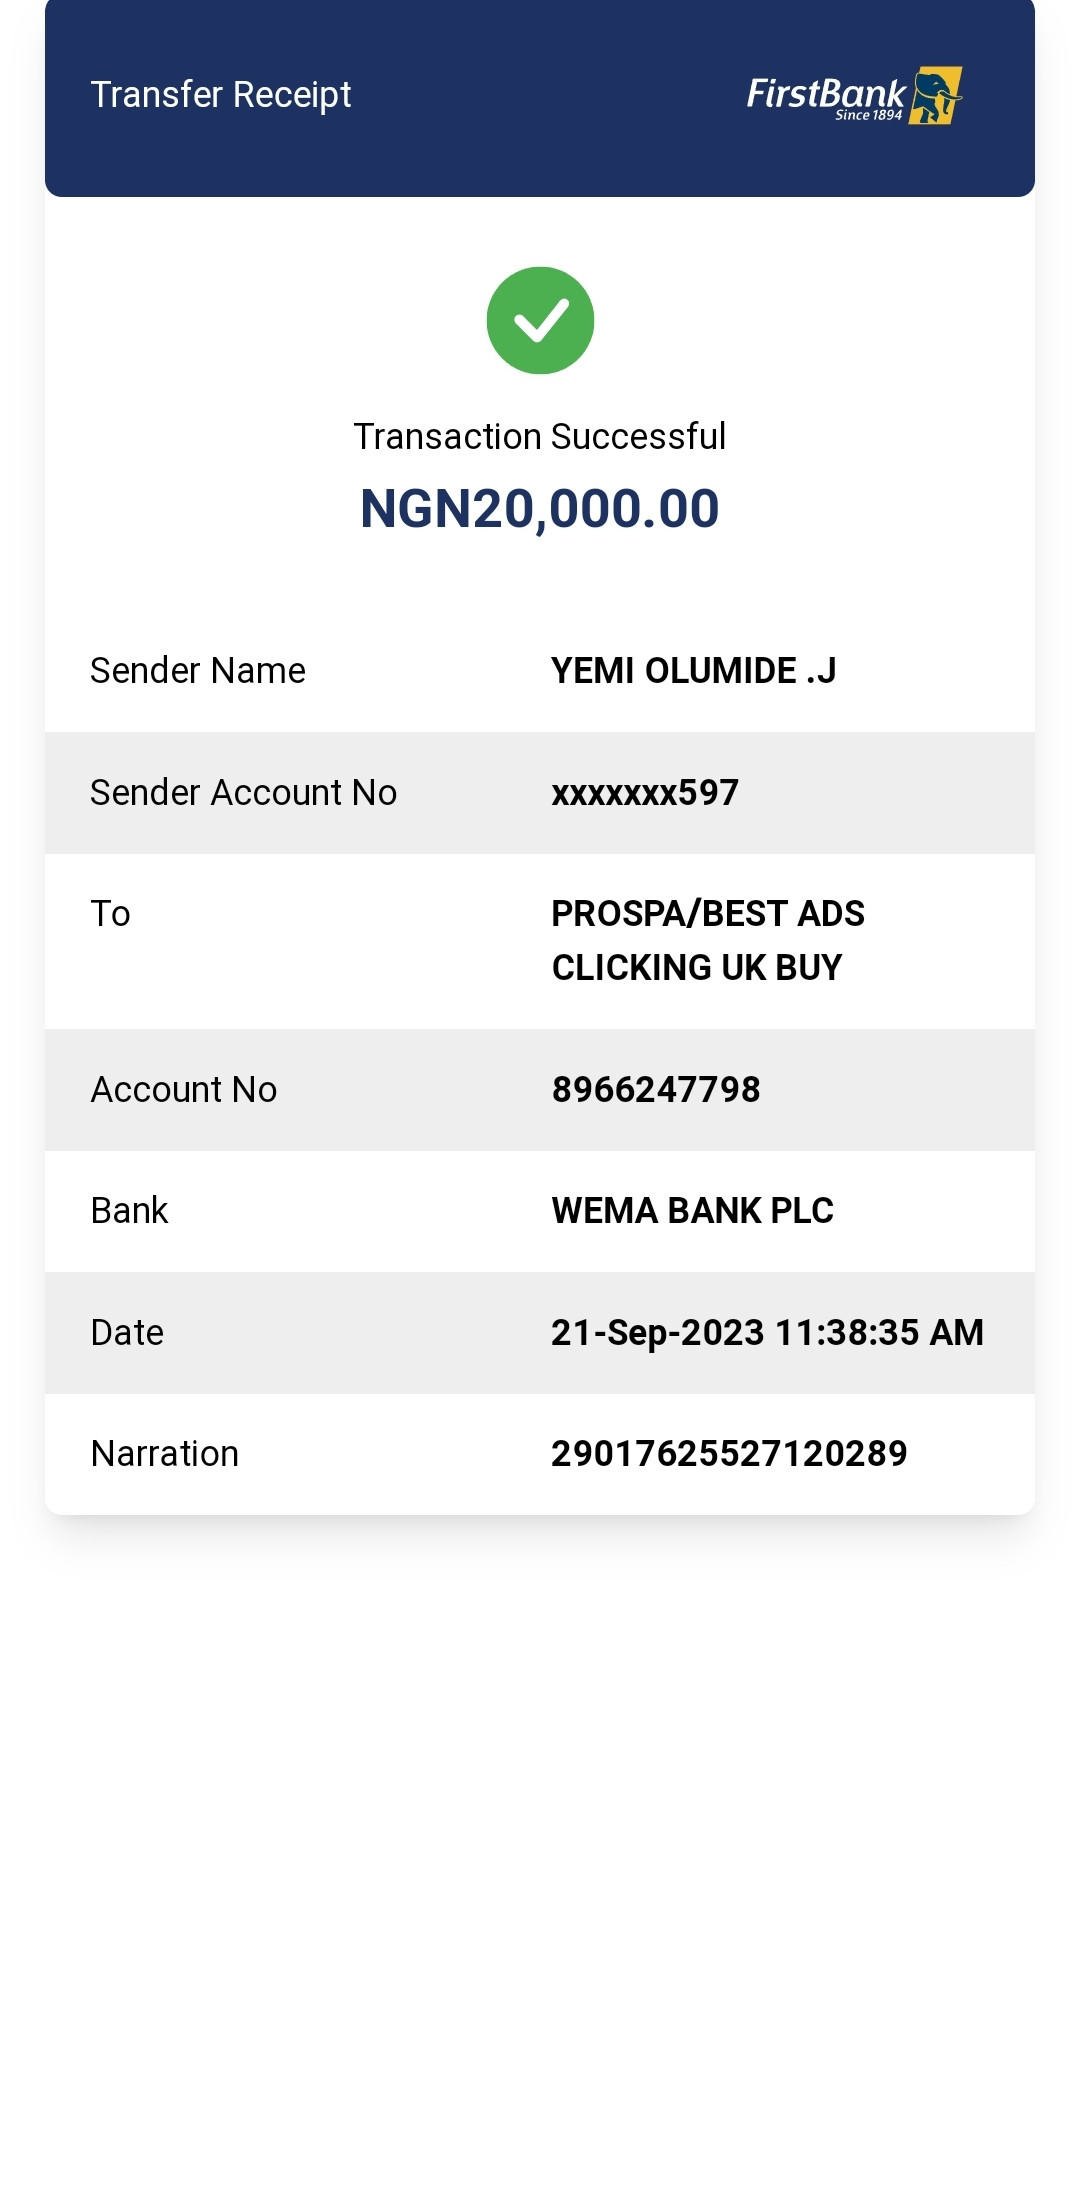 Transfer Receipt
FirstBank
Since 1894
Transaction Successful
NGN20,000.00
Sender Name
YEMI OLUMIDE .J
Sender Account No
xxxxxxx597
To
PROSPA/BEST ADS
CLICKING UK BUY
Account No
8966247798
Bank
WEMA BANK PLC
Date
21-Sep-2023 11:38:35 AM
Narration
29017625527120289